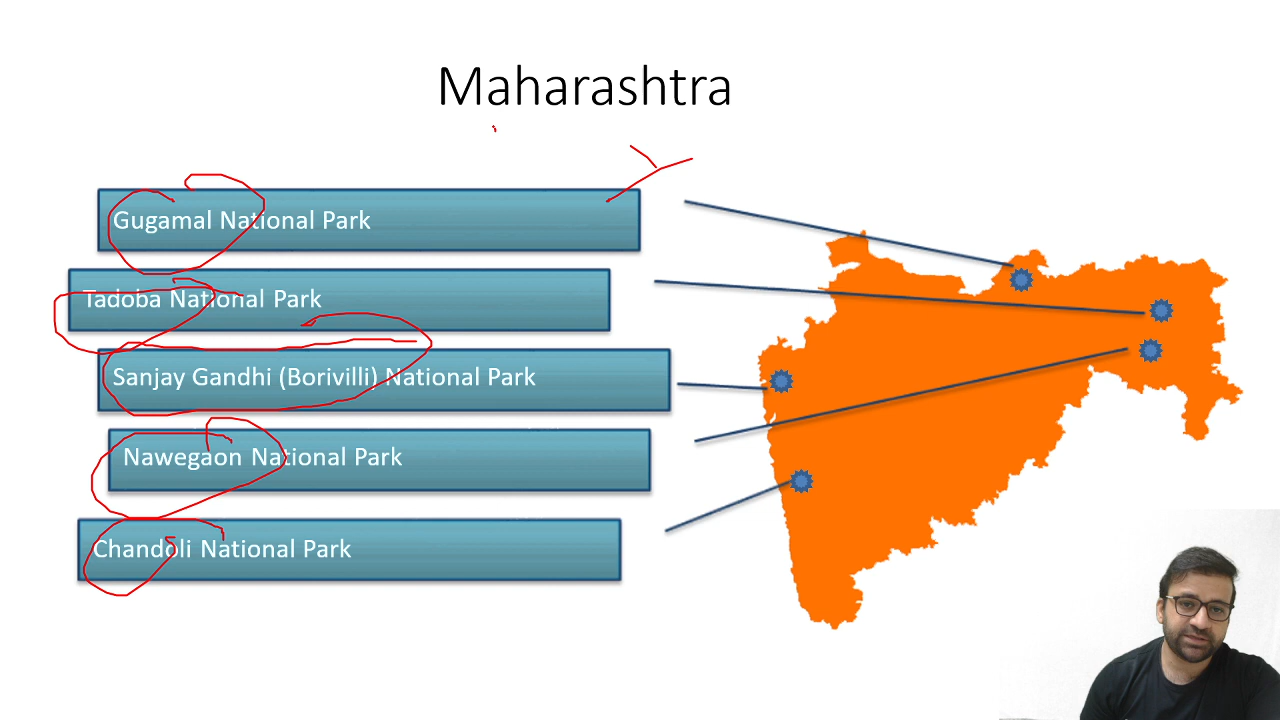 Maharashtra
Gugamal National Park
Tadoba National Park
Sanjay Gandhi (Borivilli) National Park
Nawegaon National Park
Chandoli National Park